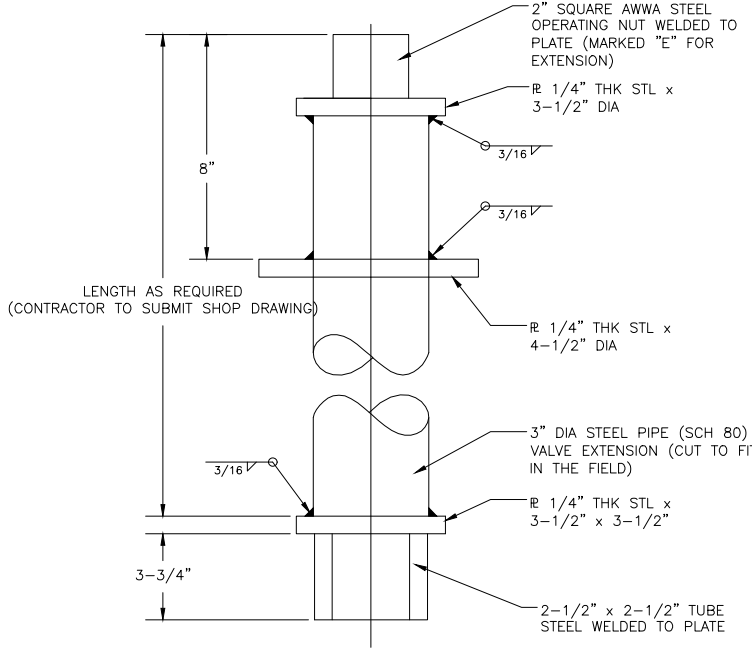 2" SQUARE AWWA STEEL
OPERATING NUT WELDED TO
PLATE (MARKED "E" FOR
EXTENSION)
℄ 1/4" THK STL x
3-1/2" DIA
3/16
8"
3/16
LENGTH AS REQUIRED
(CONTRACTOR TO SUBMIT SHOP DRAWING)
℄ 1/4" THK STL x
4-1/2" DIA
3" DIA STEEL PIPE (SCH 80)
VALVE EXTENSION (CUT TO FIT
IN THE FIELD)
3/16
℄ 1/4" THK STL x
3-1/2" x 3-1/2"
3-3/4"
2-1/2" x 2-1/2" TUBE
STEEL WELDED TO PLATE